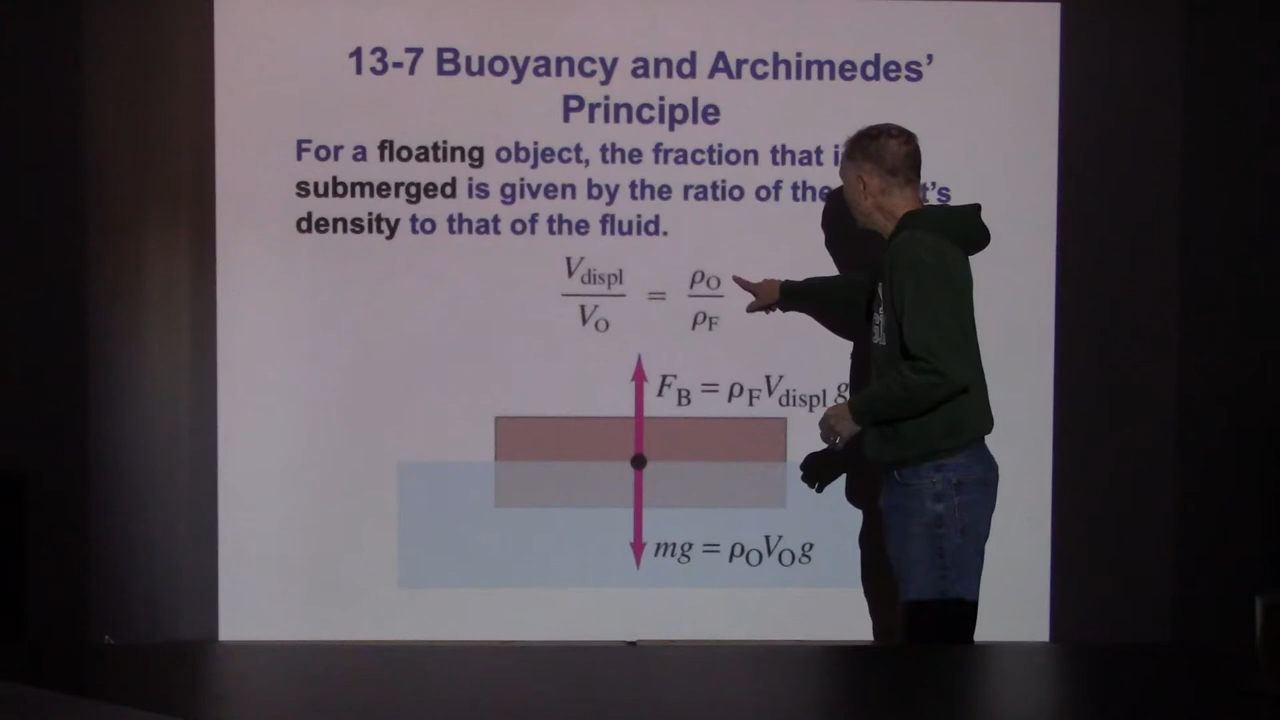 13-7 Buoyancy and Archimedes'
Principle
For a floating object, the fraction that
submerged is given by the ratio of the
density to that of the fluid.
V_displ / V_O = ρ_O / ρ_F
F_B = ρ_F V_displ g
mg = ρ_O V_O g